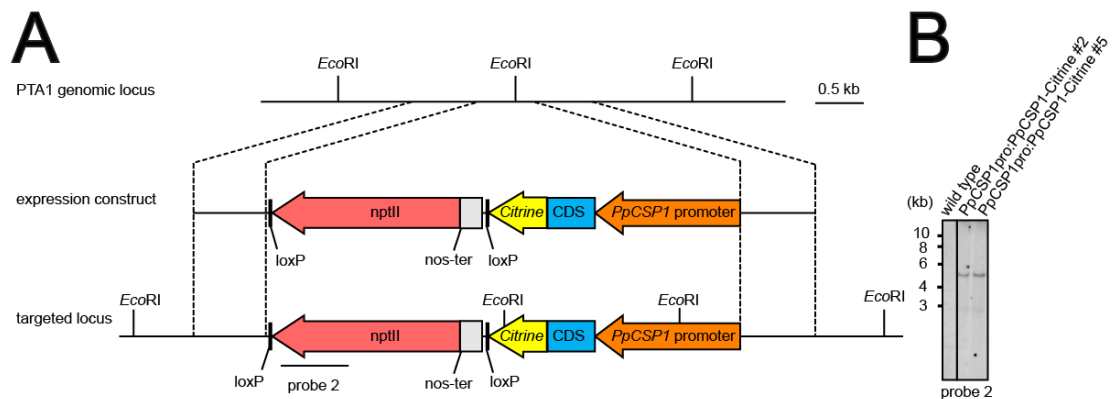 A
B
EcoRI EcoRI EcoRI
PTA1 genomic locus
0.5 kb
expression construct
nptII Citrine CDS PpCSP1 promoter
loxP nos-ter loxP
EcoRI EcoRI EcoRI EcoRI
targeted locus
nptII Citrine CDS PpCSP1 promoter
loxP nos-ter loxP
probe 2
wild type
PpCSP1pro:PpCSP1-Citrine #2
PpCSP1pro:PpCSP1-Citrine #5
(kb)
10
8
6
4
3
probe 2